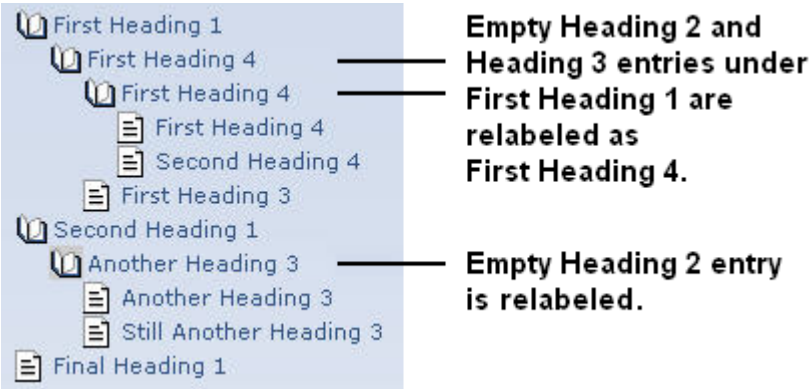 First Heading 1
First Heading 4
First Heading 4
First Heading 4
Second Heading 4
First Heading 3
Second Heading 1
Another Heading 3
Another Heading 3
Still Another Heading 3
Final Heading 1
Empty Heading 2 and
Heading 3 entries under
First Heading 1 are
relabeled as
First Heading 4.
Empty Heading 2 entry
is relabeled.